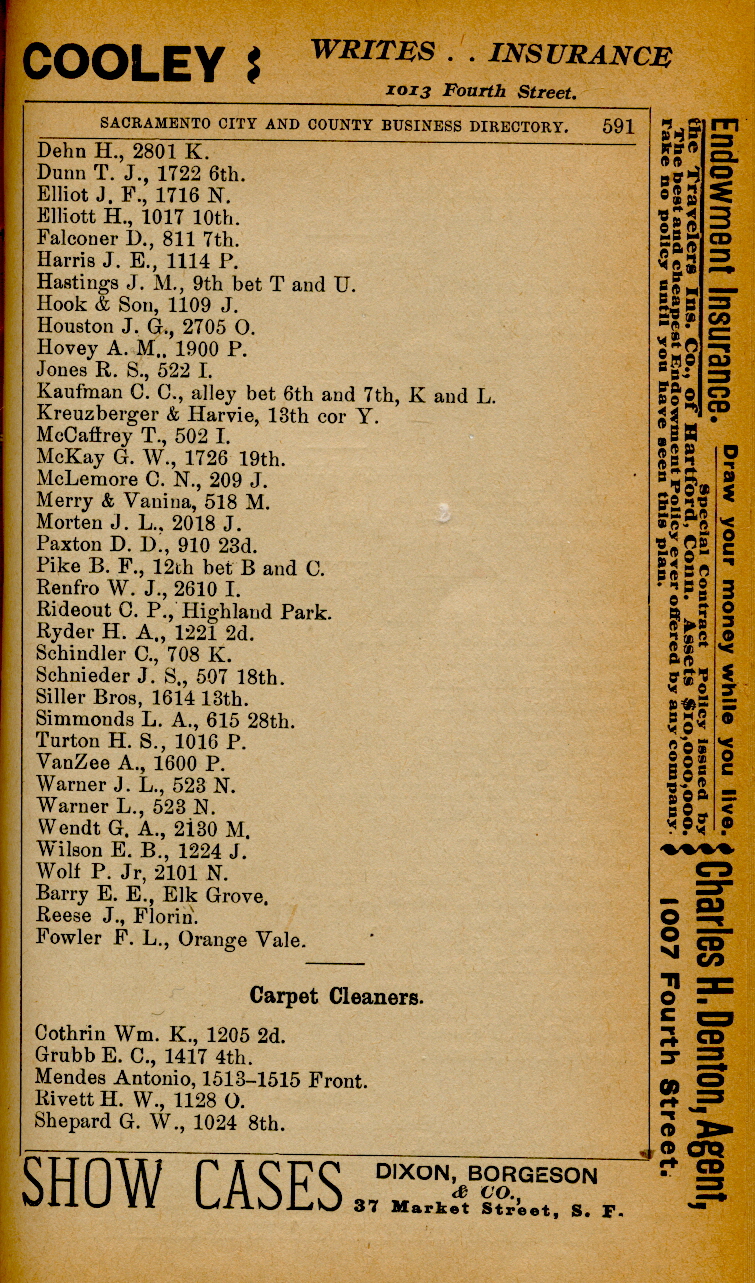 COOLEY WRITES . . INSURANCE
1013 Fourth Street.
SACRAMENTO CITY AND COUNTY BUSINESS DIRECTORY. 591
Dehn H., 2801 K.
Dunn T. J., 1722 6th.
Elliot J. F., 1716 N.
Elliott H., 1017 10th.
Falconer D., 811 7th.
Harris J. E., 1114 P.
Hastings J. M., 9th bet T and U.
Hook & Son, 1109 J.
Houston J. G., 2705 O.
Hovey A. M., 1900 P.
Jones R. S., 522 I.
Kaufman C. C., alley bet 6th and 7th, K and L.
Kreuzberger & Harvie, 13th cor Y.
McCaffrey T., 502 I.
McKay G. W., 1726 19th.
McLemore C. N., 209 J.
Merry & Vanina, 518 M.
Morten J. L., 2018 J.
Paxton D. D., 910 23d.
Pike B. F., 12th bet B and C.
Renfro W. J., 2610 I.
Rideout C. P., Highland Park.
Ryder H. A., 1221 2d.
Schindler C., 708 K.
Schnieder J. S., 507 18th.
Siller Bros, 1614 13th.
Simmonds L. A., 615 28th.
Turton H. S., 1016 P.
VanZee A., 1600 P.
Warner J. L., 523 N.
Warner L., 523 N.
Wendt G. A., 2130 M.
Wilson E. B., 1224 J.
Wolf P. Jr, 2101 N.
Barry E. E., Elk Grove.
Reese J., Florin.
Fowler F. L., Orange Vale.
Carpet Cleaners.
Cothrin Wm. K., 1205 2d.
Grubb E. C., 1417 4th.
Mendes Antonio, 1513–1515 Front.
Rivett H. W., 1128 O.
Shepard G. W., 1024 8th.
Endowment Insurance. Draw your money while you live.
Special Contract Policy issued by
the Travelers Ins. Co., of Hartford, Conn. Assets $10,000,000.
The best and cheapest Endowment Policy ever offered by any company.
Take no policy until you have seen this plan.
Charles H. Denton, Agent,
1007 Fourth Street.
SHOW CASES DIXON, BORGESON
& CO.,
37 Market Street, S. F.